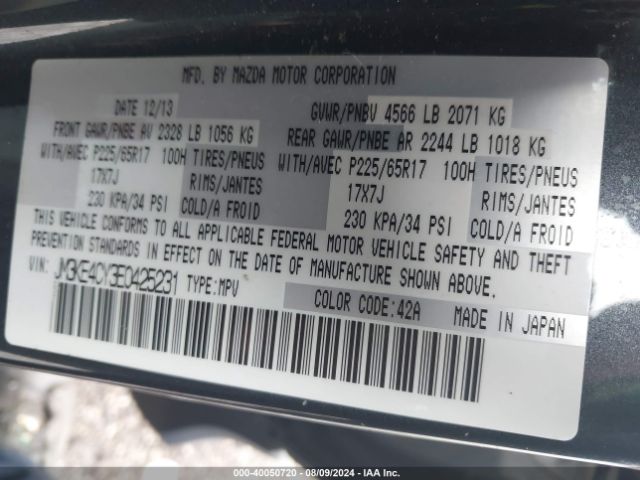 MFD. BY MAZDA MOTOR CORPORATION
DATE 12/13 GVWR/PNBV 4566 LB 2071 KG
FRONT GAWR/PNBE AV 2328 LB 1056 KG REAR GAWR/PNBE AR 2244 LB 1018 KG
WITH/AVEC P225/65R17 100H TIRES/PNEUS WITH/AVEC P225/65R17 100H TIRES/PNEUS
17X7J RIMS/JANTES 17X7J RIMS/JANTES
230 KPA/34 PSI COLD/A FROID 230 KPA/34 PSI COLD/A FROID
THIS VEHICLE CONFORMS TO ALL APPLICABLE FEDERAL MOTOR VEHICLE SAFETY AND THEFT
PREVENTION STANDARDS IN EFFECT ON THE DATE OF MANUFACTURE SHOWN ABOVE.
VIN: JM3KE4CY3E0425231 TYPE:MPV
COLOR CODE:42A MADE IN JAPAN
000-40050720 - 08/09/2024 - IAA Inc.